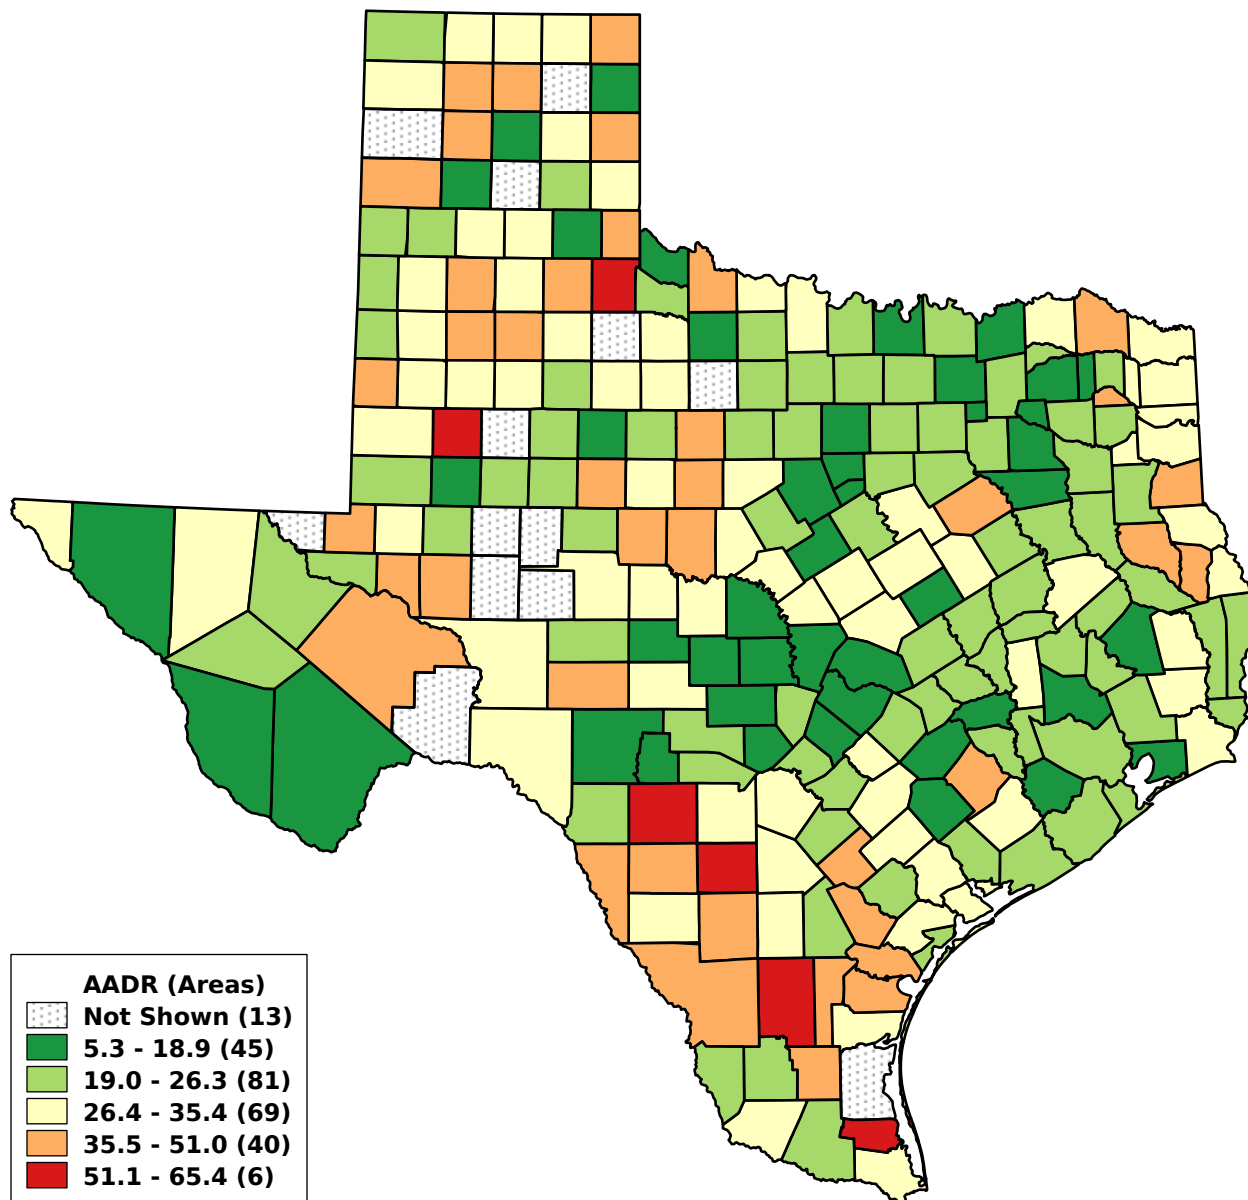 AADR (Areas)
Not Shown (13)
5.3 - 18.9 (45)
19.0 - 26.3 (81)
26.4 - 35.4 (69)
35.5 - 51.0 (40)
51.1 - 65.4 (6)